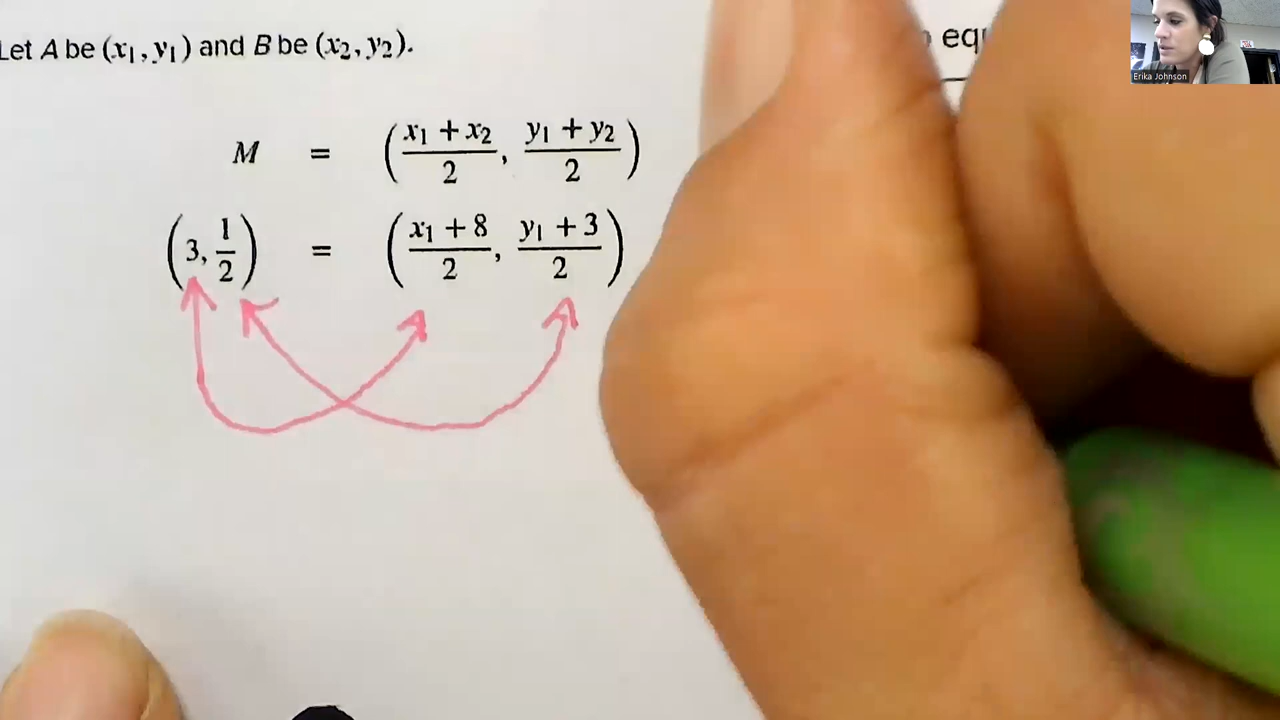 Let A be (x₁, y₁) and B be (x₂, y₂).
equ
Erika Johnson
M = ( (x₁ + x₂)/2, (y₁ + y₂)/2 )
(3, 1/2) = ( (x₁ + 8)/2, (y₁ + 3)/2 )